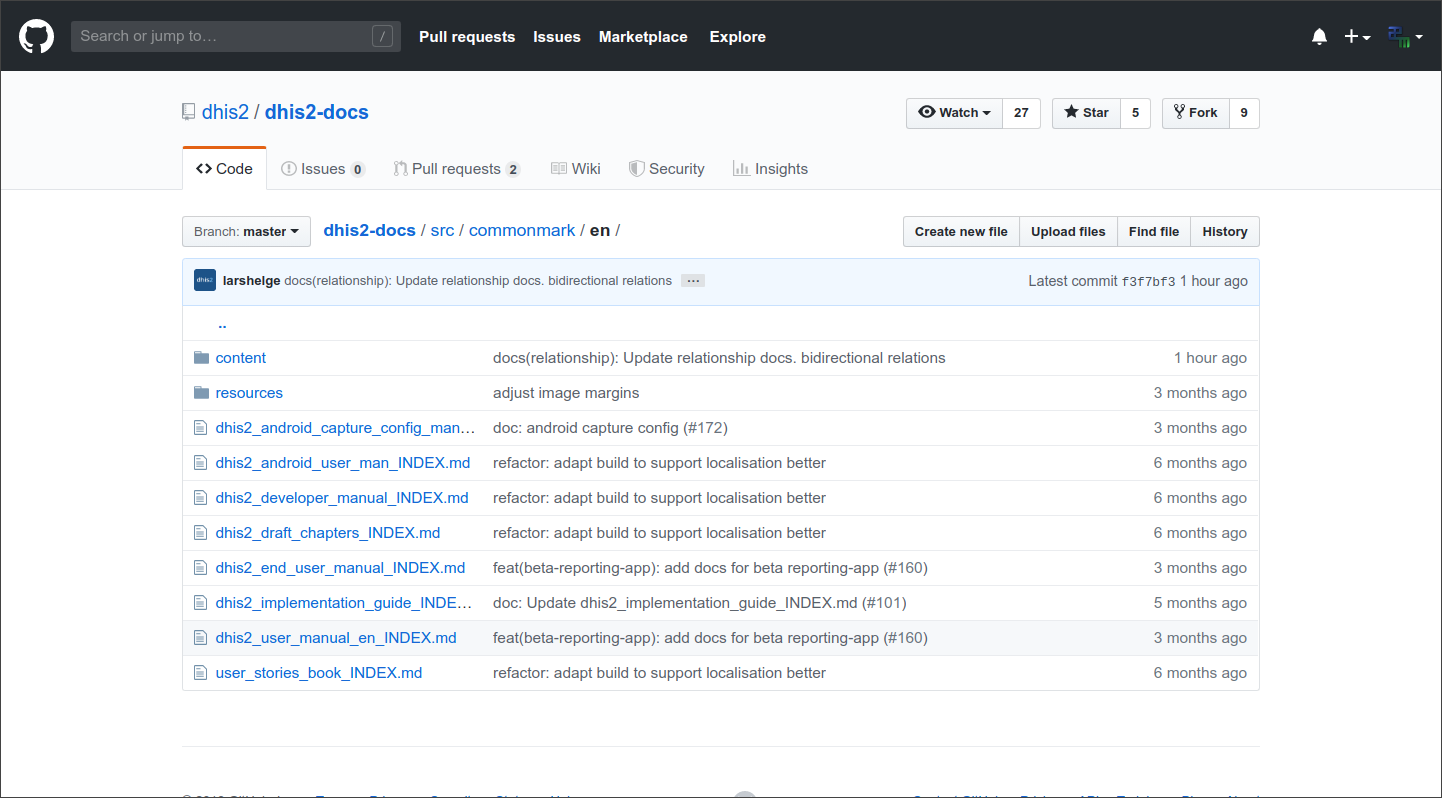 Search or jump to… / Pull requests Issues Marketplace Explore
dhis2 / dhis2-docs Watch 27 Star 5 Fork 9
Code Issues 0 Pull requests 2 Wiki Security Insights
Branch: master dhis2-docs / src / commonmark / en / Create new file Upload files Find file History
dhis2 larshelge docs(relationship): Update relationship docs. bidirectional relations … Latest commit f3f7bf3 1 hour ago
..
content docs(relationship): Update relationship docs. bidirectional relations 1 hour ago
resources adjust image margins 3 months ago
dhis2_android_capture_config_man… doc: android capture config (#172) 3 months ago
dhis2_android_user_man_INDEX.md refactor: adapt build to support localisation better 6 months ago
dhis2_developer_manual_INDEX.md refactor: adapt build to support localisation better 6 months ago
dhis2_draft_chapters_INDEX.md refactor: adapt build to support localisation better 6 months ago
dhis2_end_user_manual_INDEX.md feat(beta-reporting-app): add docs for beta reporting-app (#160) 3 months ago
dhis2_implementation_guide_INDE… doc: Update dhis2_implementation_guide_INDEX.md (#101) 5 months ago
dhis2_user_manual_en_INDEX.md feat(beta-reporting-app): add docs for beta reporting-app (#160) 3 months ago
user_stories_book_INDEX.md refactor: adapt build to support localisation better 6 months ago